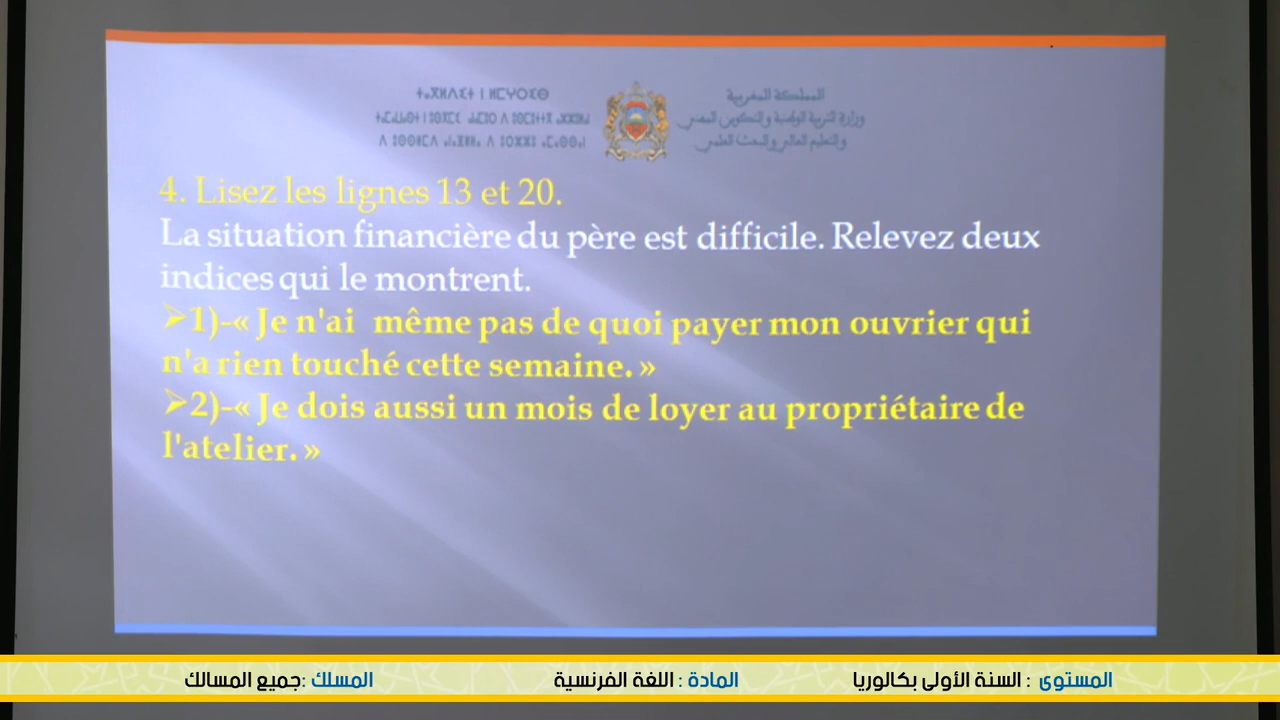 ⵜⴰⴳⵍⴷⵉⵜ ⵏ ⵍⵎⵖⵔⵉⴱ
المملكة المغربية
وزارة التربية الوطنية والتكوين المهني
والتعليم العالي والبحث العلمي
4. Lisez les lignes 13 et 20.
La situation financière du père est difficile. Relevez deux
indices qui le montrent.
➢1)-« Je n'ai même pas de quoi payer mon ouvrier qui
n'a rien touché cette semaine. »
➢2)-« Je dois aussi un mois de loyer au propriétaire de
l'atelier. »
المستوى : السنة الأولى بكالوريا
المادة : اللغة الفرنسية
المسلك :جميع المسالك